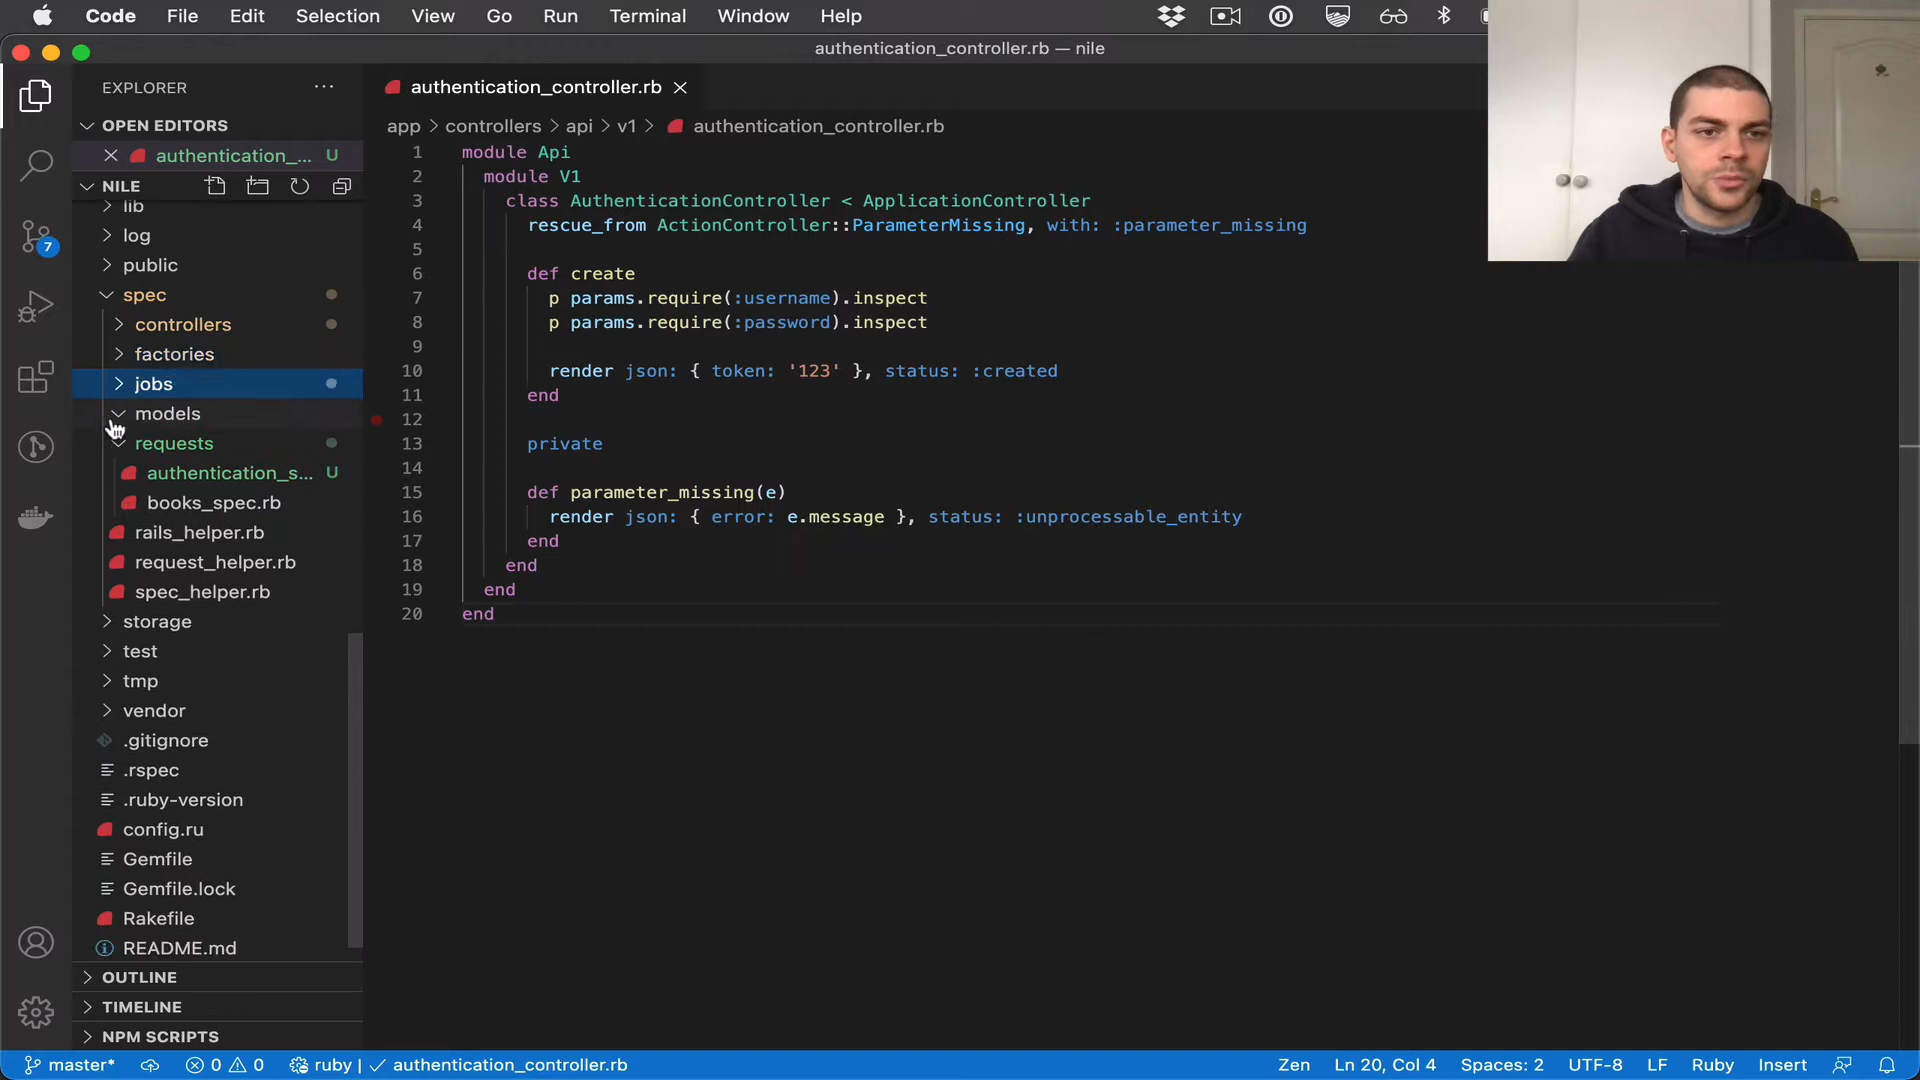 Code File Edit Selection View Go Run Terminal Window Help
authentication_controller.rb — nile
EXPLORER
authentication_controller.rb
OPEN EDITORS
app > controllers > api > v1 > authentication_controller.rb
authentication_... U
NILE
lib
log
public
spec
controllers
factories
jobs
models
requests
authentication_s... U
books_spec.rb
rails_helper.rb
request_helper.rb
spec_helper.rb
storage
test
tmp
vendor
.gitignore
.rspec
.ruby-version
config.ru
Gemfile
Gemfile.lock
Rakefile
README.md
OUTLINE
TIMELINE
NPM SCRIPTS
7
1 module Api
2 module V1
3 class AuthenticationController < ApplicationController
4 rescue_from ActionController::ParameterMissing, with: :parameter_missing
5
6 def create
7 p params.require(:username).inspect
8 p params.require(:password).inspect
9
10 render json: { token: '123' }, status: :created
11 end
12
13 private
14
15 def parameter_missing(e)
16 render json: { error: e.message }, status: :unprocessable_entity
17 end
18 end
19 end
20 end
master* 0 0 ruby | ✓ authentication_controller.rb Zen Ln 20, Col 4 Spaces: 2 UTF-8 LF Ruby Insert